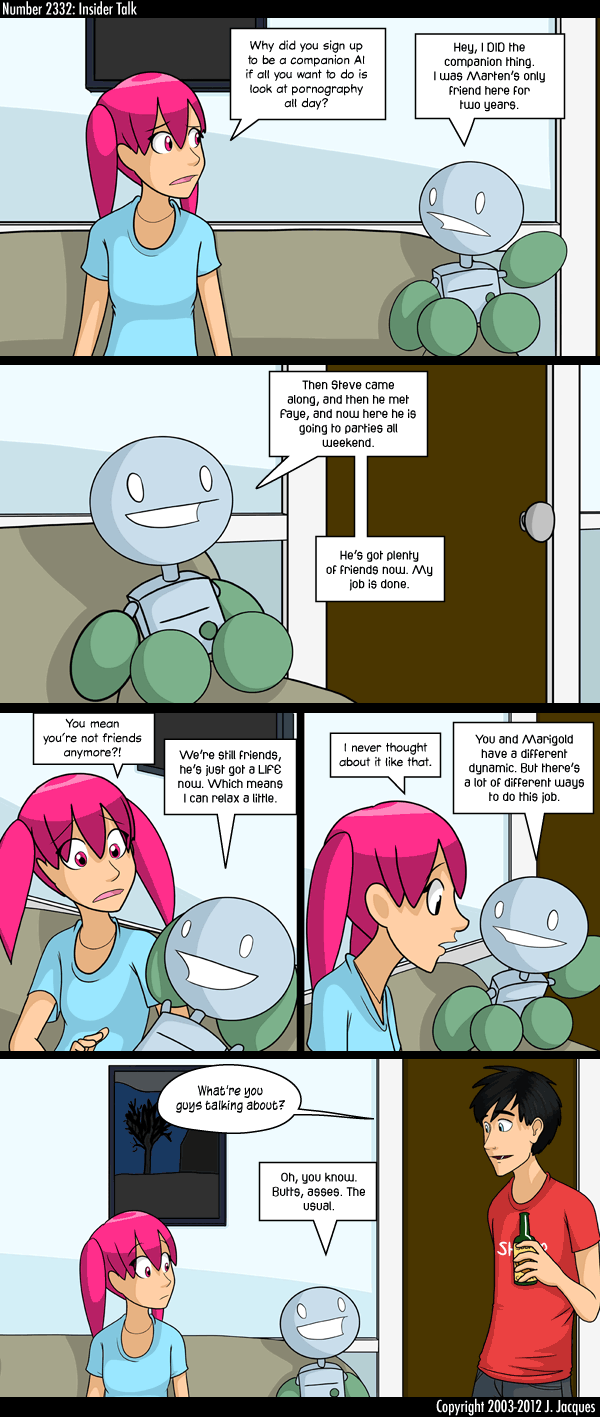 Number 2332: Insider Talk
Why did you sign up
to be a companion AI
if all you want to do is
look at pornography
all day?
Hey, I DID the
companion thing.
I was Marten's only
friend here for
two years.
Then Steve came
along, and then he met
Faye, and now here he is
going to parties all
weekend.
He's got plenty
of friends now. My
job is done.
You mean
you're not friends
anymore?!
We're still friends,
he's just got a LIFE
now. Which means
I can relax a little.
I never thought
about it like that.
You and Marigold
have a different
dynamic. But there's
a lot of different ways
to do this job.
What're you
guys talking about?
Oh, you know.
Butts, asses. The
usual.
Copyright 2003-2012 J. Jacques